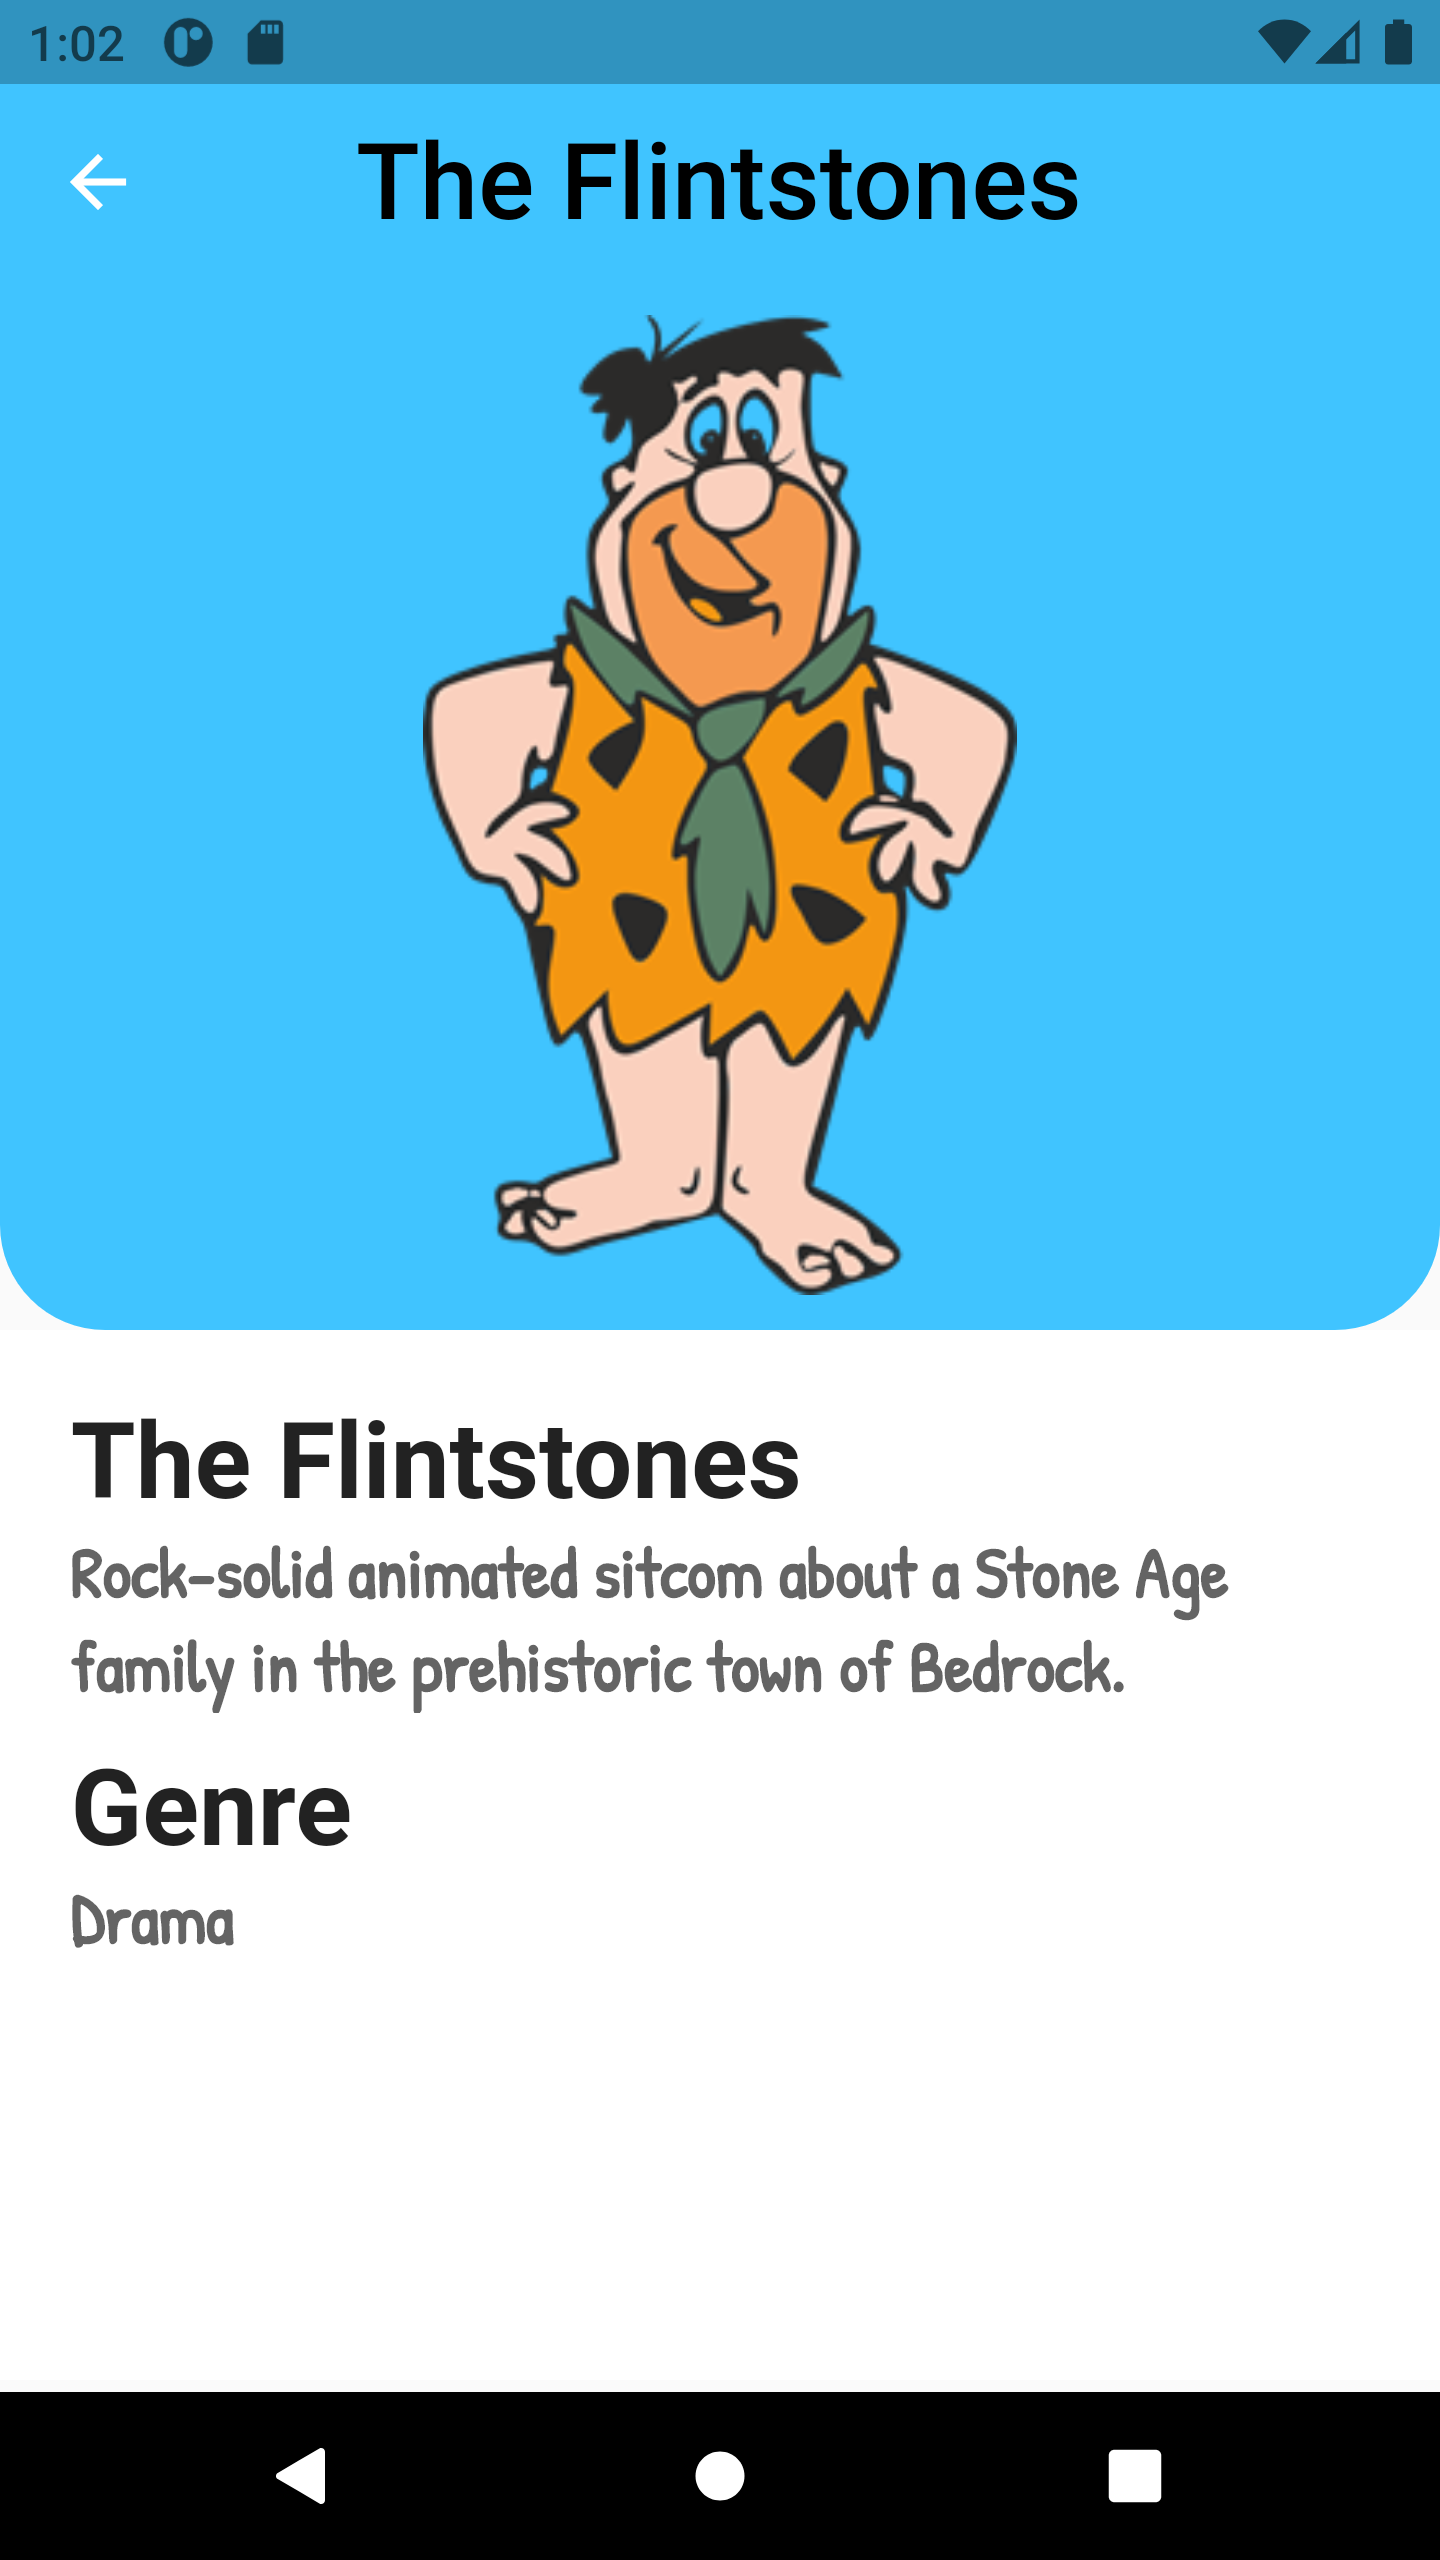 1:02
The Flintstones
The Flintstones
Rock-solid animated sitcom about a Stone Age
family in the prehistoric town of Bedrock.
Genre
Drama